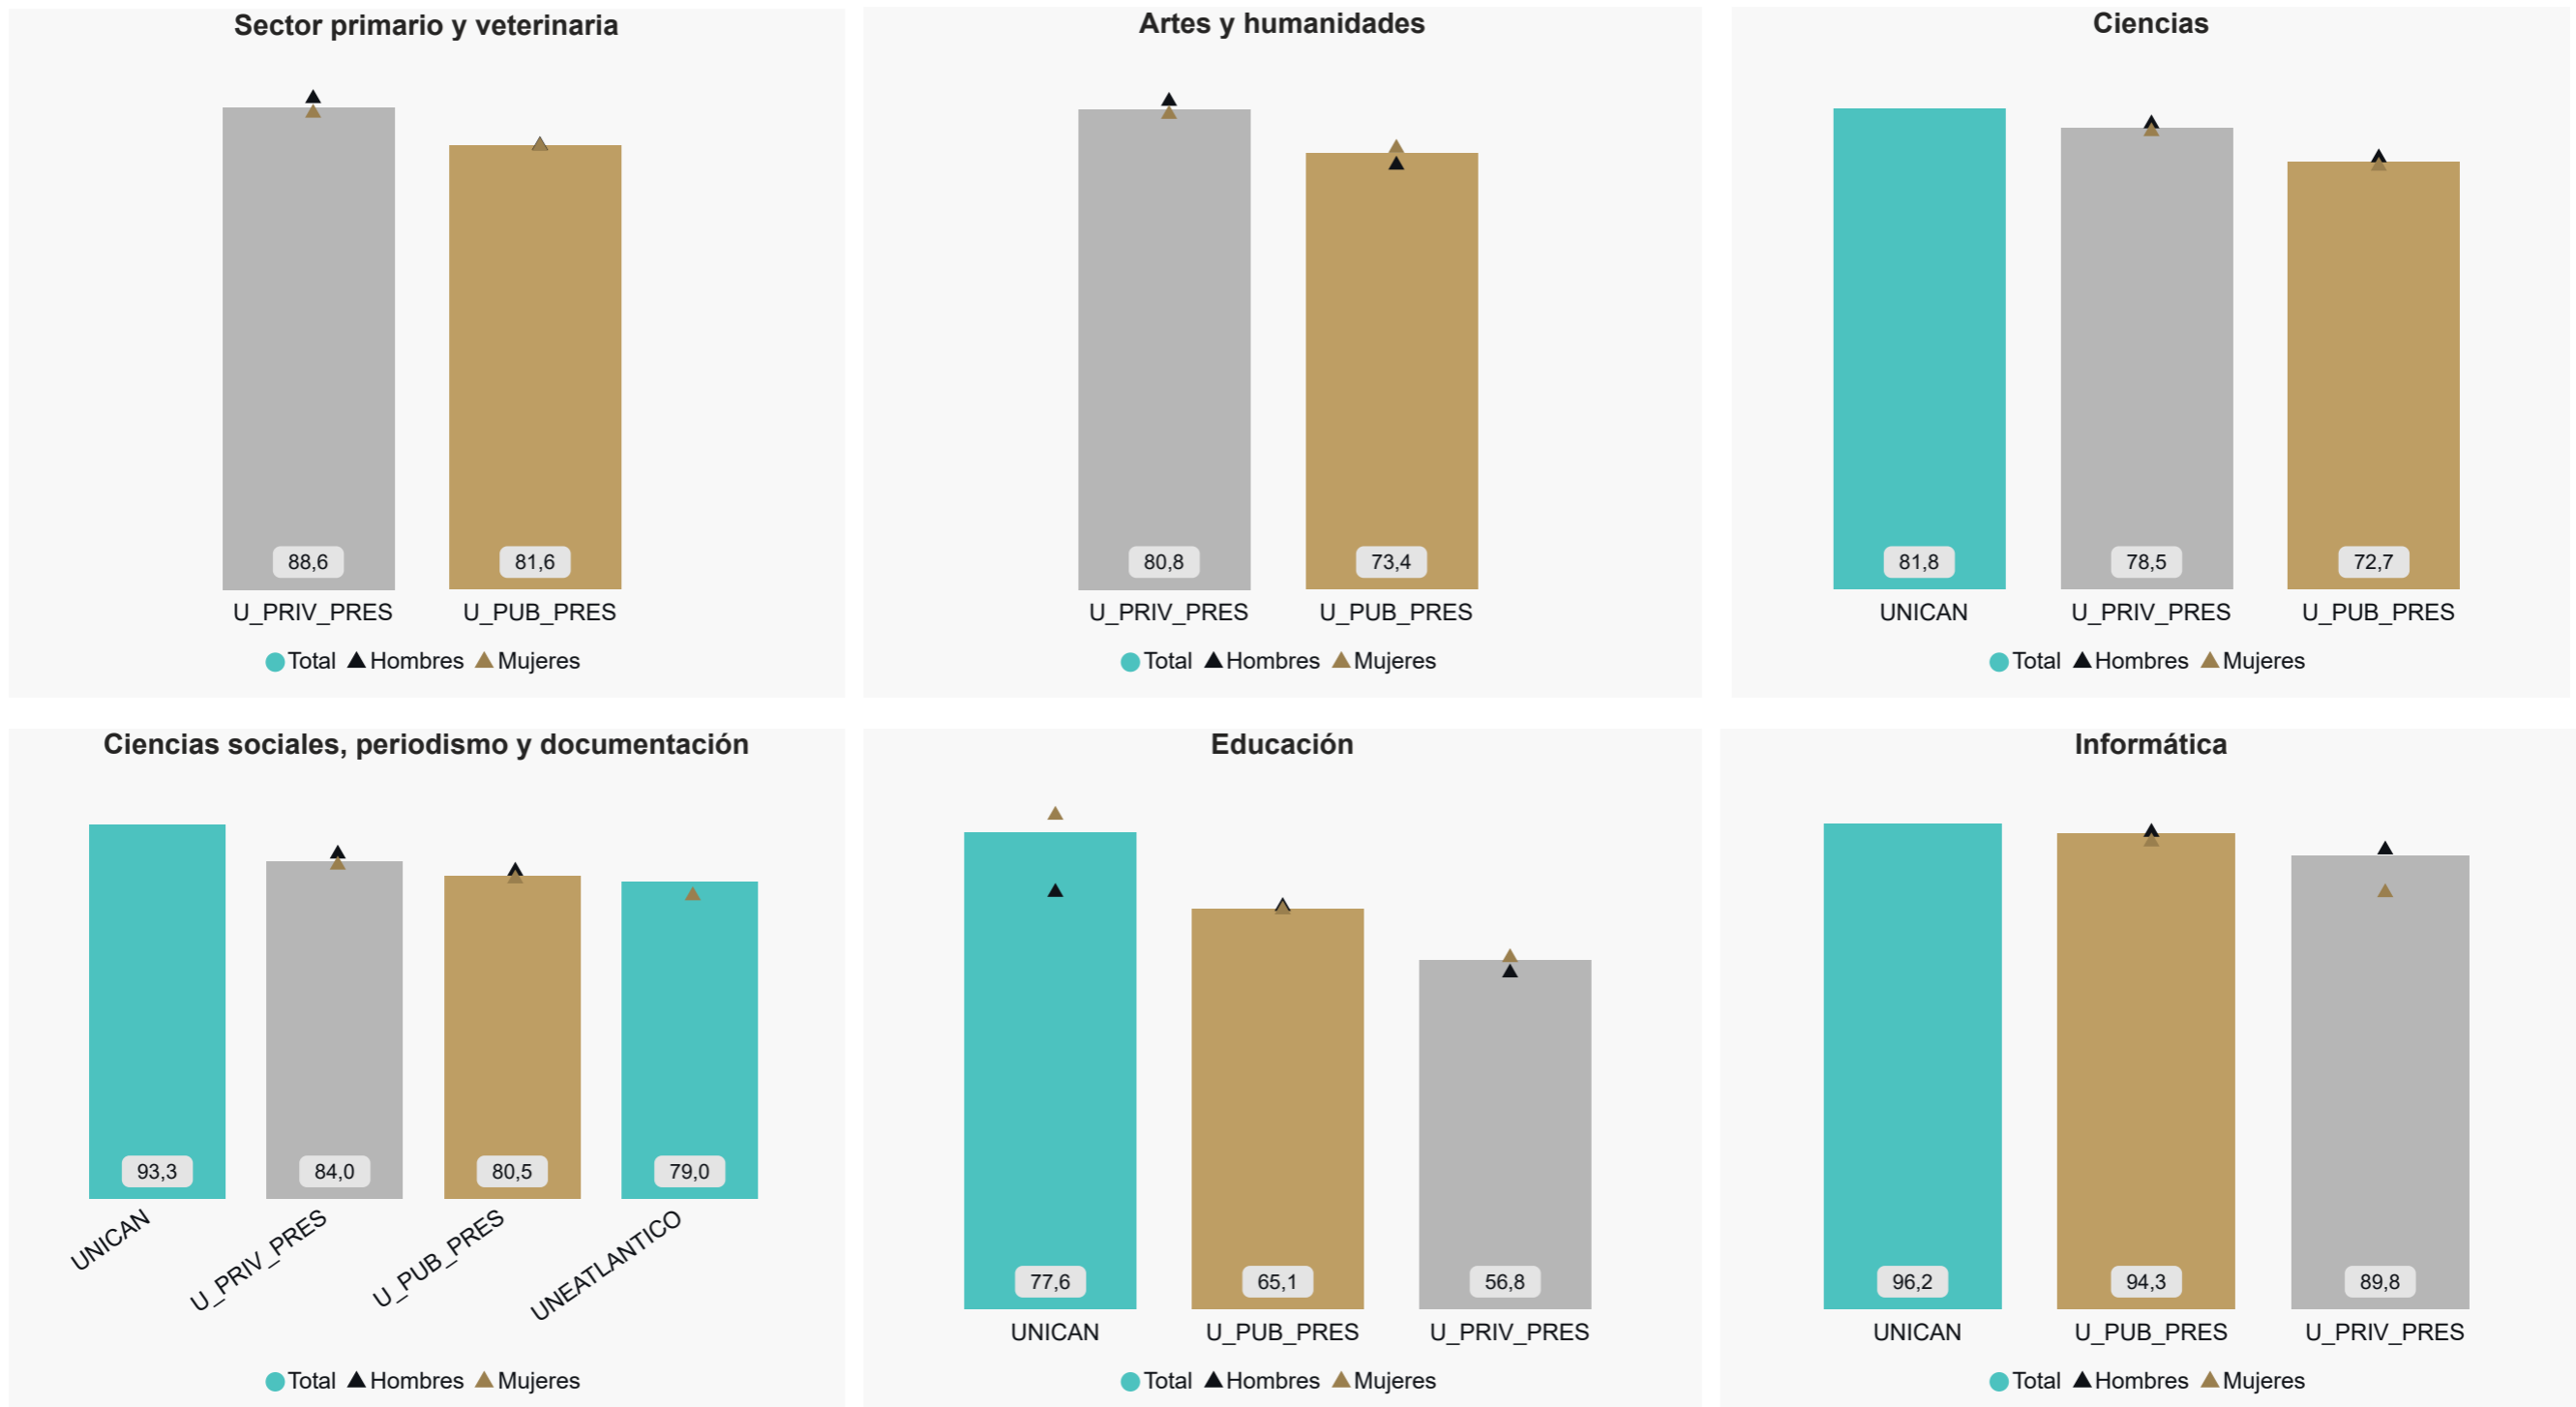 Sector primario y veterinaria
88,6
81,6
U_PRIV_PRES
U_PUB_PRES
Total Hombres Mujeres
Artes y humanidades
80,8
73,4
U_PRIV_PRES
U_PUB_PRES
Total Hombres Mujeres
Ciencias
81,8
78,5
72,7
UNICAN
U_PRIV_PRES
U_PUB_PRES
Total Hombres Mujeres
Ciencias sociales, periodismo y documentación
93,3
84,0
80,5
79,0
UNICAN
U_PRIV_PRES
U_PUB_PRES
UNEATLANTICO
Total Hombres Mujeres
Educación
77,6
65,1
56,8
UNICAN
U_PUB_PRES
U_PRIV_PRES
Total Hombres Mujeres
Informática
96,2
94,3
89,8
UNICAN
U_PUB_PRES
U_PRIV_PRES
Total Hombres Mujeres